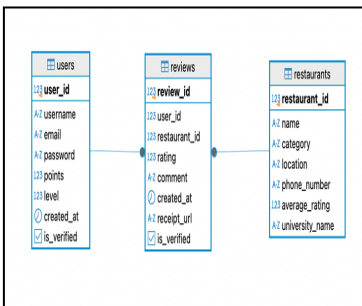 users
123 user_id
A-Z username
A-Z email
A-Z password
123 points
123 level
created_at
is_verified
reviews
123 review_id
123 user_id
123 restaurant_id
123 rating
A-Z comment
created_at
A-Z receipt_url
is_verified
restaurants
123 restaurant_id
A-Z name
A-Z category
A-Z location
A-Z phone_number
123 average_rating
A-Z university_name